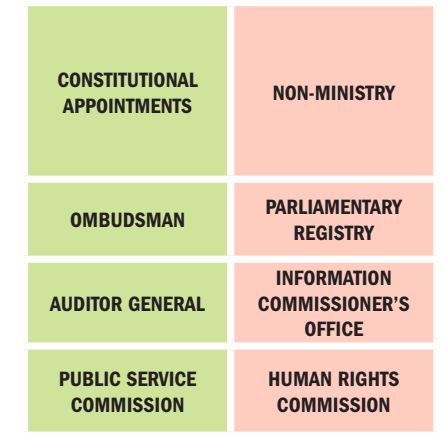 CONSTITUTIONAL
APPOINTMENTS
NON-MINISTRY
OMBUDSMAN
PARLIAMENTARY
REGISTRY
AUDITOR GENERAL
INFORMATION
COMMISSIONER'S
OFFICE
PUBLIC SERVICE
COMMISSION
HUMAN RIGHTS
COMMISSION